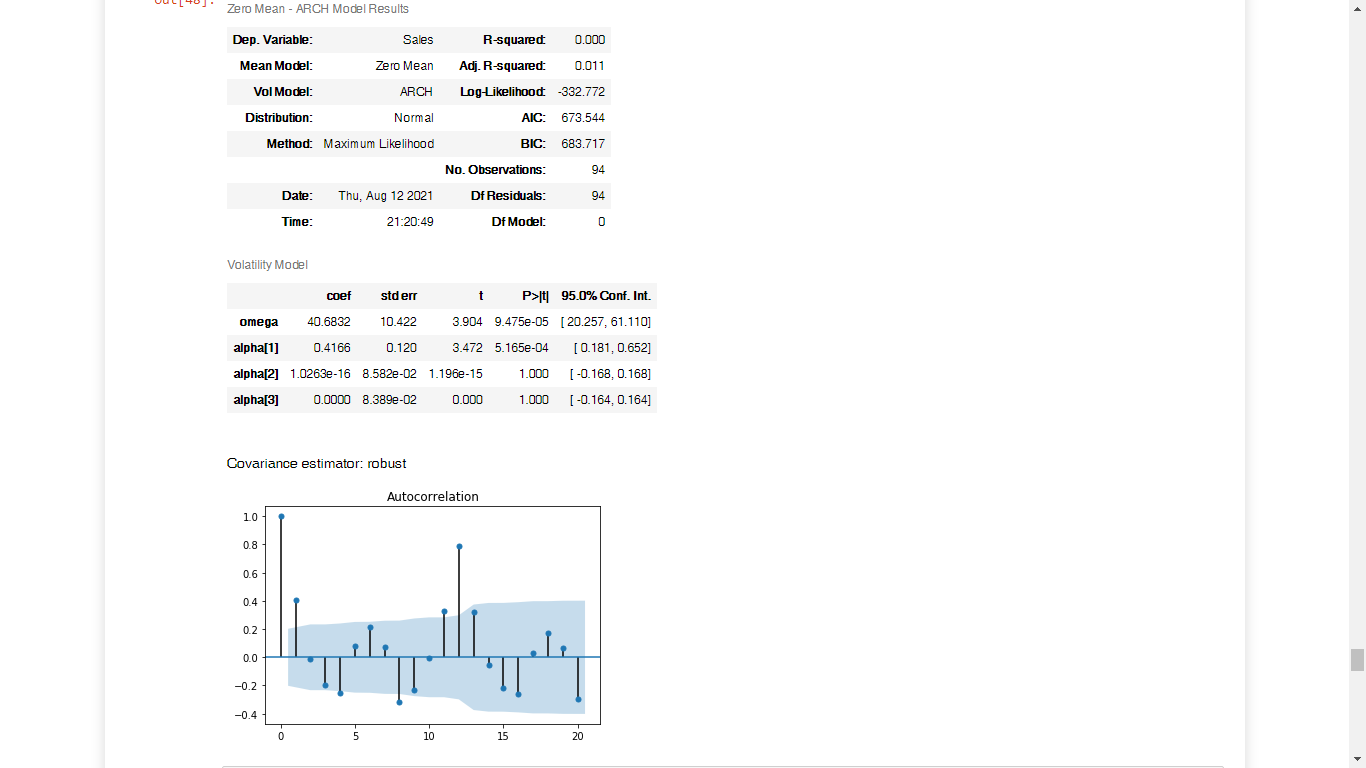 Out[48]:
Zero Mean - ARCH Model Results
Dep. Variable: Sales R-squared: 0.000
Mean Model: Zero Mean Adj. R-squared: 0.011
Vol Model: ARCH Log-Likelihood: -332.772
Distribution: Normal AIC: 673.544
Method: Maximum Likelihood BIC: 683.717
No. Observations: 94
Date: Thu, Aug 12 2021 Df Residuals: 94
Time: 21:20:49 Df Model: 0
Volatility Model
coef std err t P>|t| 95.0% Conf. Int.
omega 40.6832 10.422 3.904 9.475e-05 [ 20.257, 61.110]
alpha[1] 0.4166 0.120 3.472 5.165e-04 [ 0.181, 0.652]
alpha[2] 1.0263e-16 8.582e-02 1.196e-15 1.000 [ -0.168, 0.168]
alpha[3] 0.0000 8.389e-02 0.000 1.000 [ -0.164, 0.164]
Covariance estimator: robust
Autocorrelation
1.0
0.8
0.6
0.4
0.2
0.0
−0.2
−0.4
0 5 10 15 20